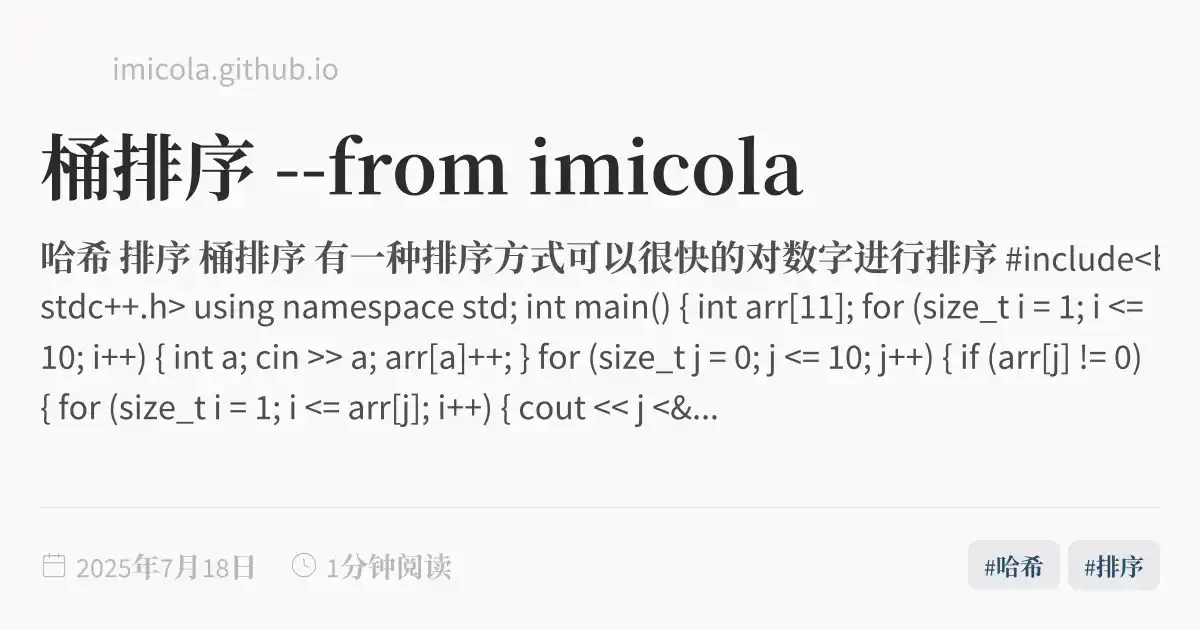 imicola.github.io
桶排序 --from imicola
哈希 排序 桶排序 有一种排序方式可以很快的对数字进行排序 #include<b
stdc++.h> using namespace std; int main() { int arr[11]; for (size_t i = 1; i <=
10; i++) { int a; cin >> a; arr[a]++; } for (size_t j = 0; j <= 10; j++) { if (arr[j] != 0)
{ for (size_t i = 1; i <= arr[j]; i++) { cout << j <&...
2025年7月18日 1分钟阅读 #哈希 #排序